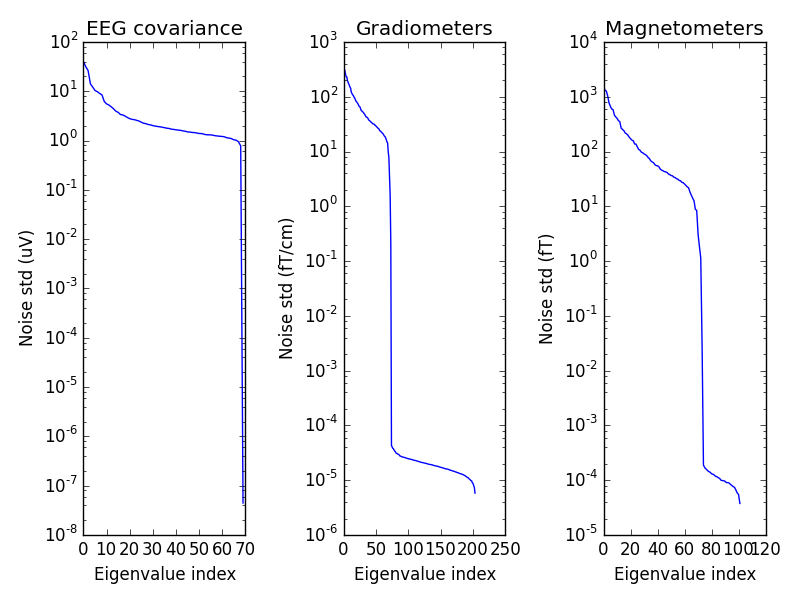 EEG covariance
Noise std (uV)
10^2
10^1
10^0
10^-1
10^-2
10^-3
10^-4
10^-5
10^-6
10^-7
10^-8
0 10 20 30 40 50 60 70
Eigenvalue index
Gradiometers
Noise std (fT/cm)
10^3
10^2
10^1
10^0
10^-1
10^-2
10^-3
10^-4
10^-5
10^-6
0 50 100 150 200 250
Eigenvalue index
Magnetometers
Noise std (fT)
10^4
10^3
10^2
10^1
10^0
10^-1
10^-2
10^-3
10^-4
10^-5
0 20 40 60 80 100 120
Eigenvalue index